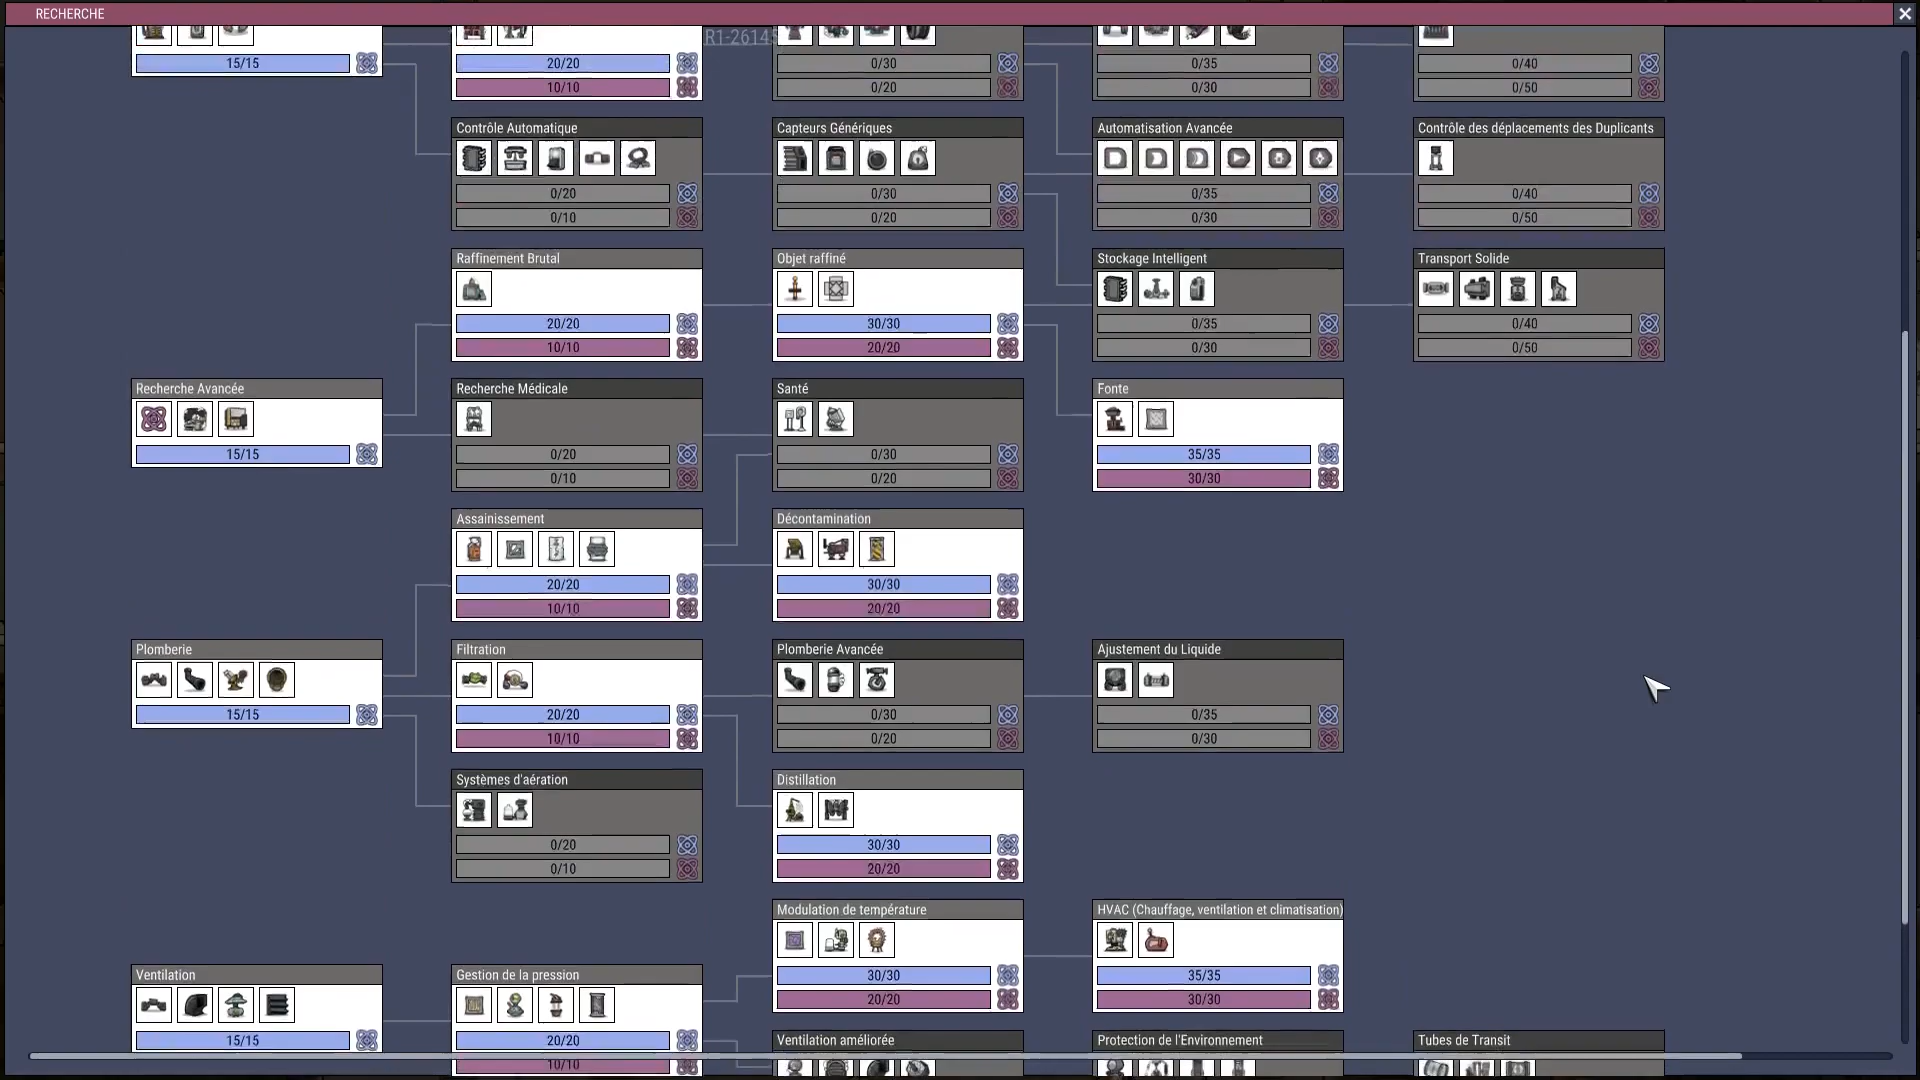 RECHERCHE
R1-26145
15/15
20/20
0/30
0/35
0/40
10/10
0/20
0/30
0/50
Contrôle Automatique
Capteurs Génériques
Automatisation Avancée
Contrôle des déplacements des Duplicants
0/20
0/30
0/35
0/40
0/10
0/20
0/30
0/50
Raffinement Brutal
Objet raffiné
Stockage Intelligent
Transport Solide
20/20
30/30
0/35
0/40
10/10
20/20
0/30
0/50
Recherche Avancée
Recherche Médicale
Santé
Fonte
15/15
0/20
0/30
35/35
0/10
0/20
30/30
Assainissement
Décontamination
20/20
30/30
10/10
20/20
Plomberie
Filtration
Plomberie Avancée
Ajustement du Liquide
15/15
20/20
0/30
0/35
10/10
0/20
0/30
Systèmes d'aération
Distillation
0/20
30/30
0/10
20/20
Modulation de température
HVAC (Chauffage, ventilation et climatisation)
30/30
35/35
20/20
30/30
Ventilation
Gestion de la pression
15/15
20/20
10/10
Ventilation améliorée
Protection de l'Environnement
Tubes de Transit